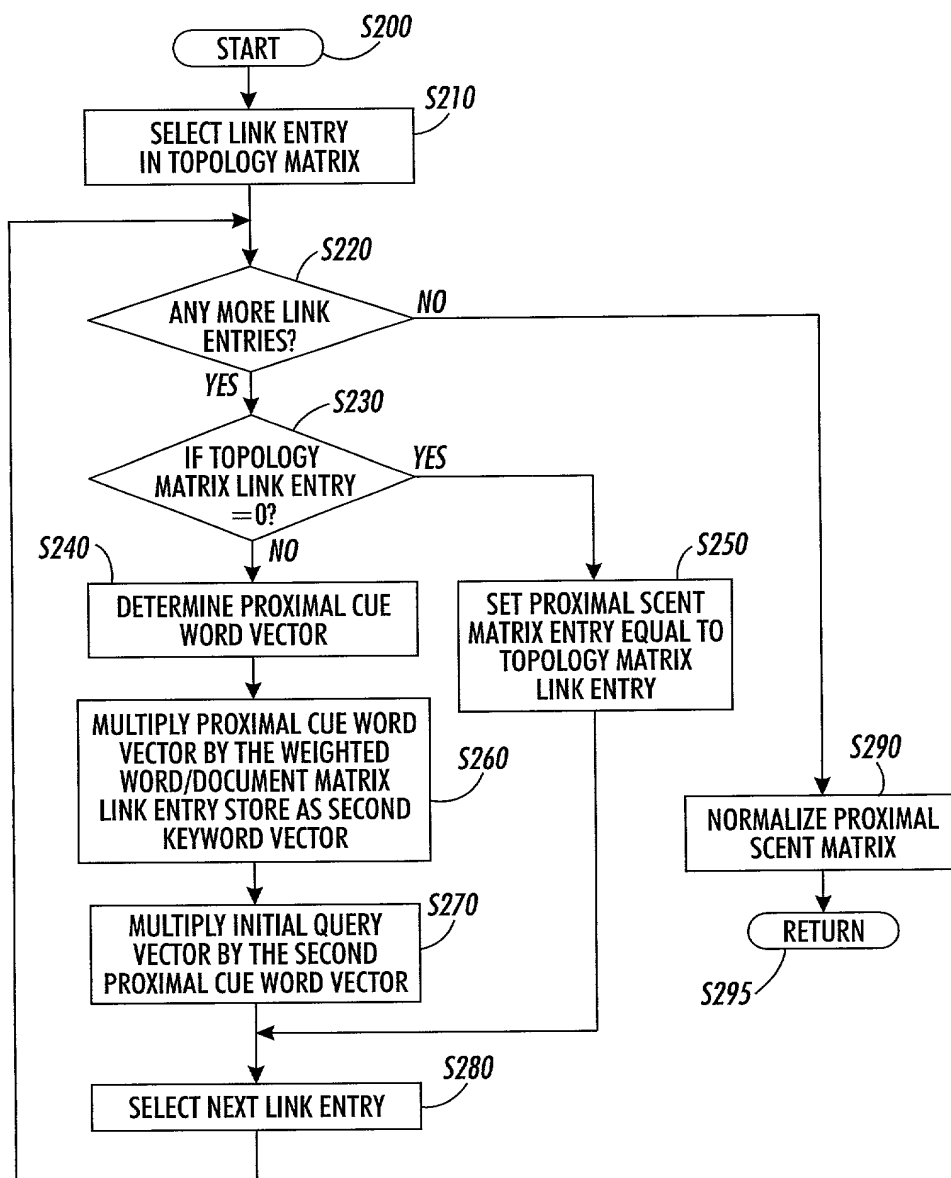 START
S200
S210
SELECT LINK ENTRY
IN TOPOLOGY MATRIX
S220
ANY MORE LINK
ENTRIES?
NO
YES
S230
IF TOPOLOGY
MATRIX LINK ENTRY
=0?
YES
NO
S240
DETERMINE PROXIMAL CUE
WORD VECTOR
S250
SET PROXIMAL SCENT
MATRIX ENTRY EQUAL TO
TOPOLOGY MATRIX
LINK ENTRY
MULTIPLY PROXIMAL CUE WORD
VECTOR BY THE WEIGHTED
WORD/DOCUMENT MATRIX
LINK ENTRY STORE AS SECOND
KEYWORD VECTOR
S260
S290
NORMALIZE PROXIMAL
SCENT MATRIX
S270
MULTIPLY INITIAL QUERY
VECTOR BY THE SECOND
PROXIMAL CUE WORD VECTOR
RETURN
S295
S280
SELECT NEXT LINK ENTRY